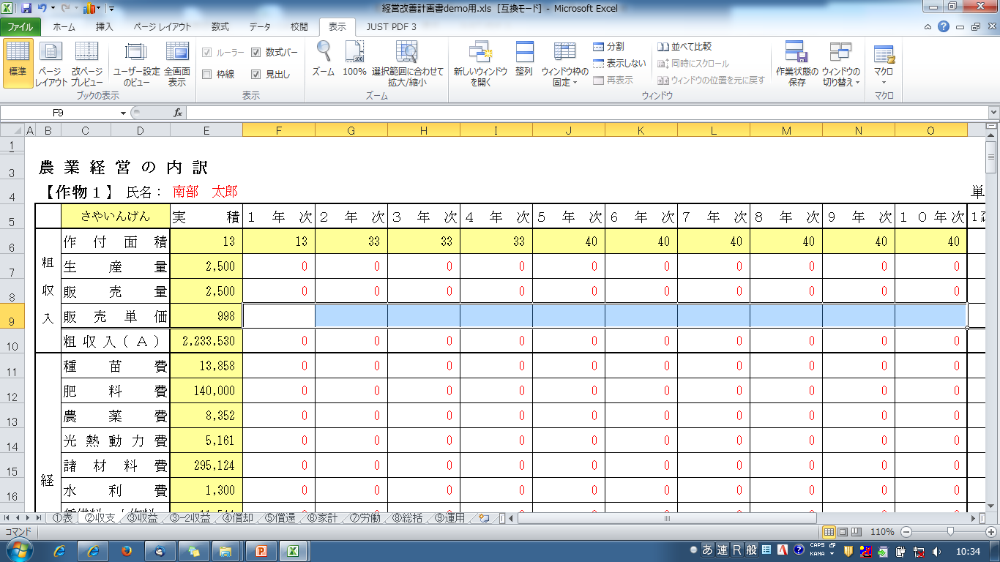 経営改善計画書demo用.xls [互換モード] - Microsoft Excel
ファイル ホーム 挿入 ページ レイアウト 数式 データ 校閲 表示 JUST PDF 3
標準 ページ レイアウト 改ページ プレビュー ユーザー設定のビュー 全画面表示
ブックの表示
ルーラー 数式バー
枠線 見出し
表示
ズーム 100% 選択範囲に合わせて拡大/縮小
ズーム
新しいウィンドウを開く 整列 ウィンドウ枠の固定
分割 並べて比較
表示しない 同時にスクロール
再表示 ウィンドウの位置を元に戻す
作業状態の保存 ウィンドウの切り替え
ウィンドウ
マクロ
マクロ
F9 fx
A B C D E F G H I J K L M N O
1
3 農業経営の内訳
4 【作物1】 氏名： 南部 太郎 単
5 さやいんげん 実積 1年次 2年次 3年次 4年次 5年次 6年次 7年次 8年次 9年次 10年次
粗収入
6 作付面積 13 13 33 33 33 40 40 40 40 40 40
7 生産量 2,500 0 0 0 0 0 0 0 0 0 0
8 販売量 2,500 0 0 0 0 0 0 0 0 0 0
9 販売単価 998
10 粗収入(A) 2,233,530 0 0 0 0 0 0 0 0 0 0
11 種苗費 13,858 0 0 0 0 0 0 0 0 0 0
12 肥料費 140,000 0 0 0 0 0 0 0 0 0 0
13 農薬費 8,352 0 0 0 0 0 0 0 0 0 0
14 光熱動力費 5,161 0 0 0 0 0 0 0 0 0 0
15 諸材料費 295,124 0 0 0 0 0 0 0 0 0 0
経
16 水利費 1,300 0 0 0 0 0 0 0 0 0 0
①表 ②収支 ③収益 ③-2収益 ④償却 ⑤償還 ⑥家計 ⑦労働 ⑧総括 ⑨運用
コマンド 110%
あ 連 R 般 CAPS KANA 10:34